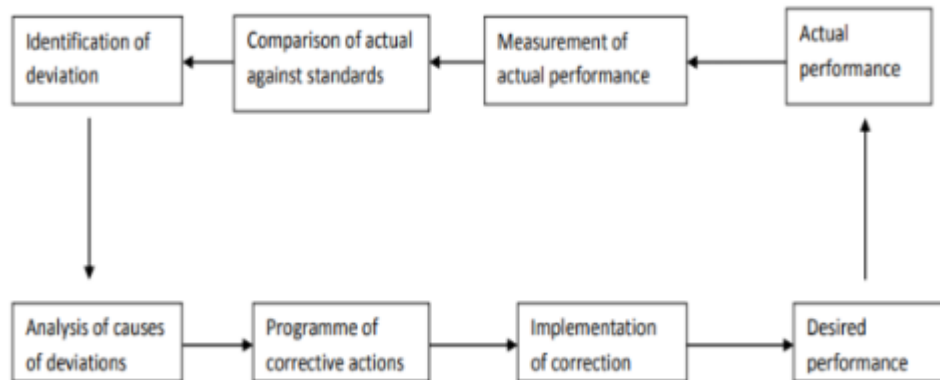 Identification of
deviation
Comparison of actual
against standards
Measurement of
actual performance
Actual
performance
Analysis of causes
of deviations
Programme of
corrective actions
Implementation
of correction
Desired
performance